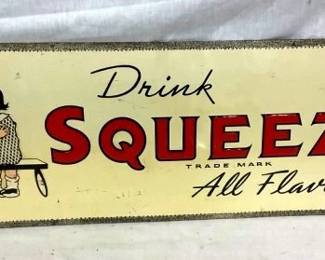 Drink
SQUEEZ
TRADE MARK
All Flav